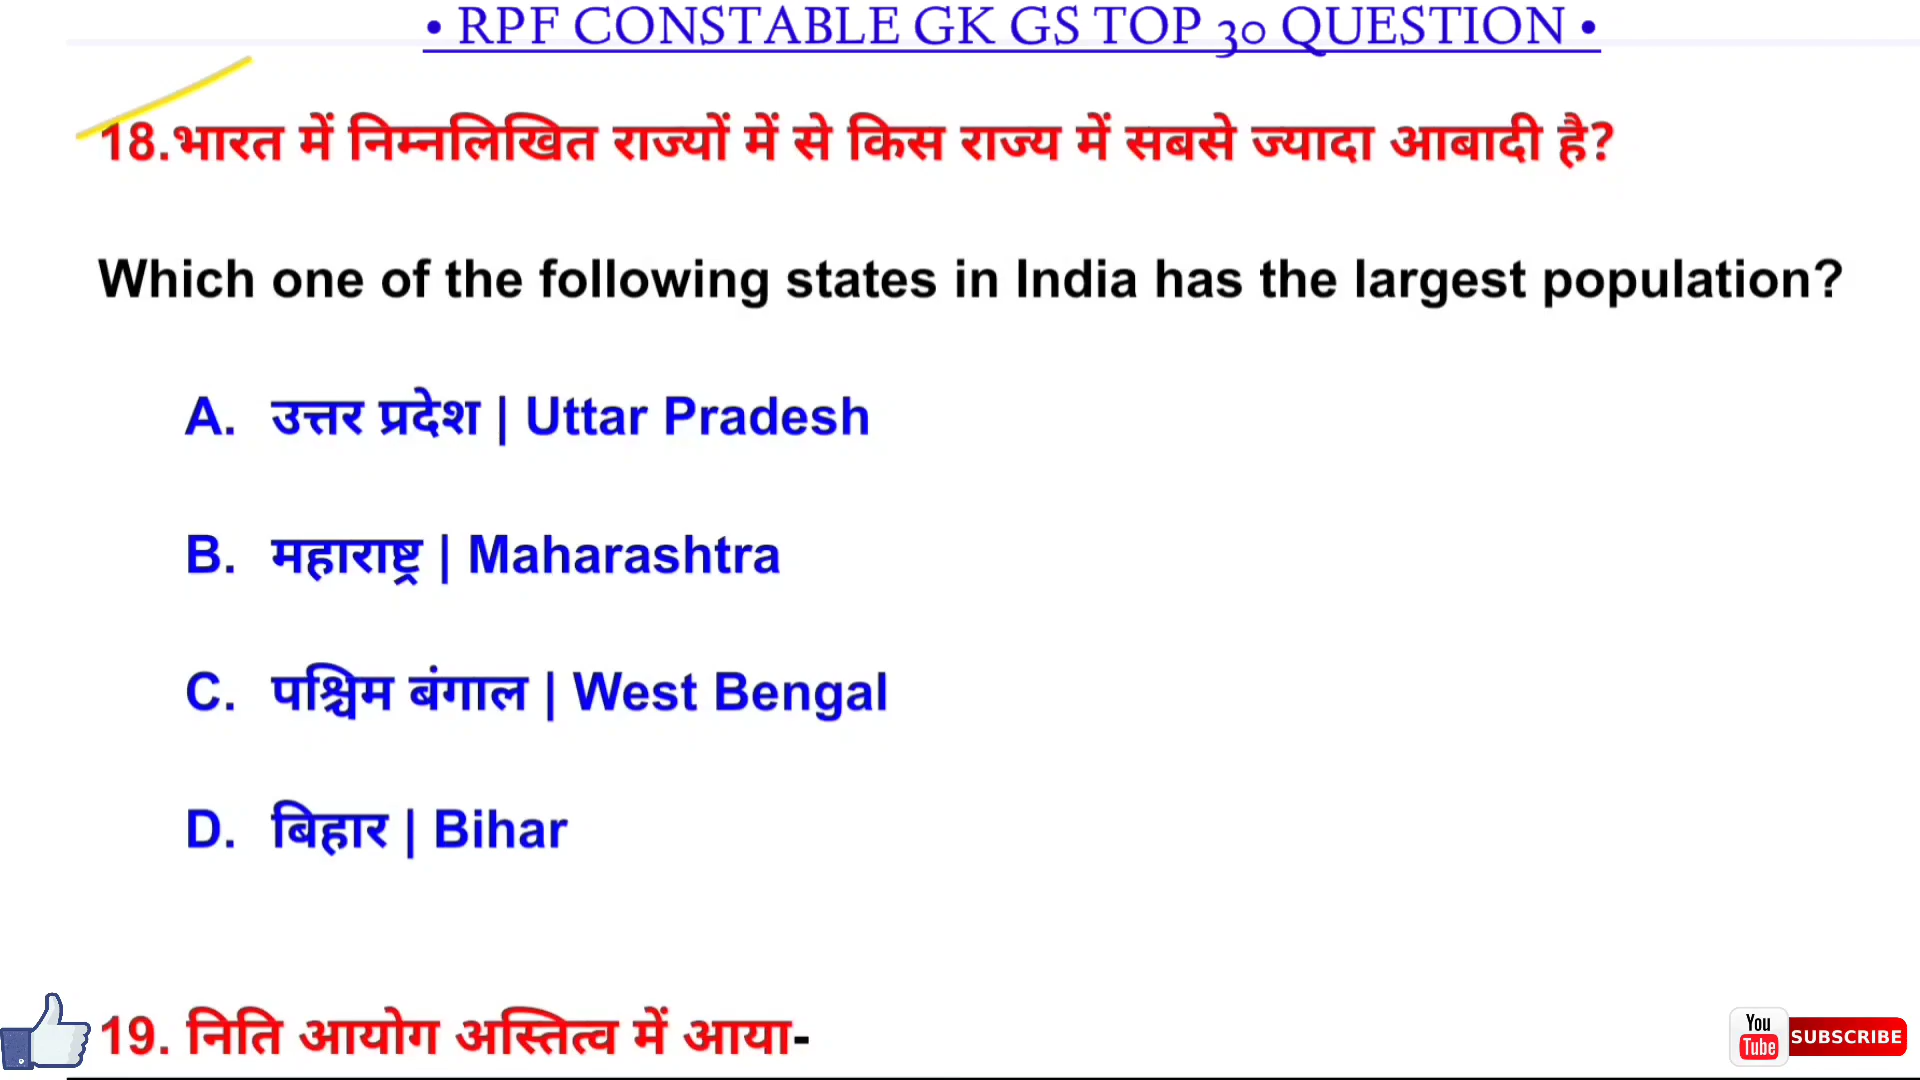 • RPF CONSTABLE GK GS TOP 30 QUESTION •
18.भारत में निम्नलिखित राज्यों में से किस राज्य में सबसे ज्यादा आबादी है?
Which one of the following states in India has the largest population?
A. उत्तर प्रदेश | Uttar Pradesh
B. महाराष्ट्र | Maharashtra
C. पश्चिम बंगाल | West Bengal
D. बिहार | Bihar
19. निति आयोग अस्तित्व में आया-
You Tube SUBSCRIBE